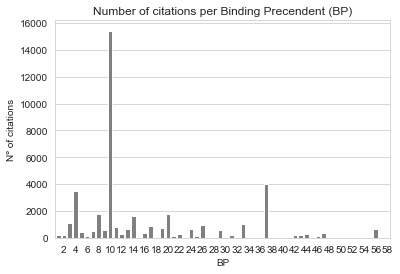 Number of citations per Binding Precendent (BP)
16000
14000
12000
10000
8000
6000
4000
2000
0
N° of citations
2 4 6 8 10 12 14 16 18 20 22 24 26 28 30 32 34 36 38 40 42 44 46 48 50 52 54 56 58
BP